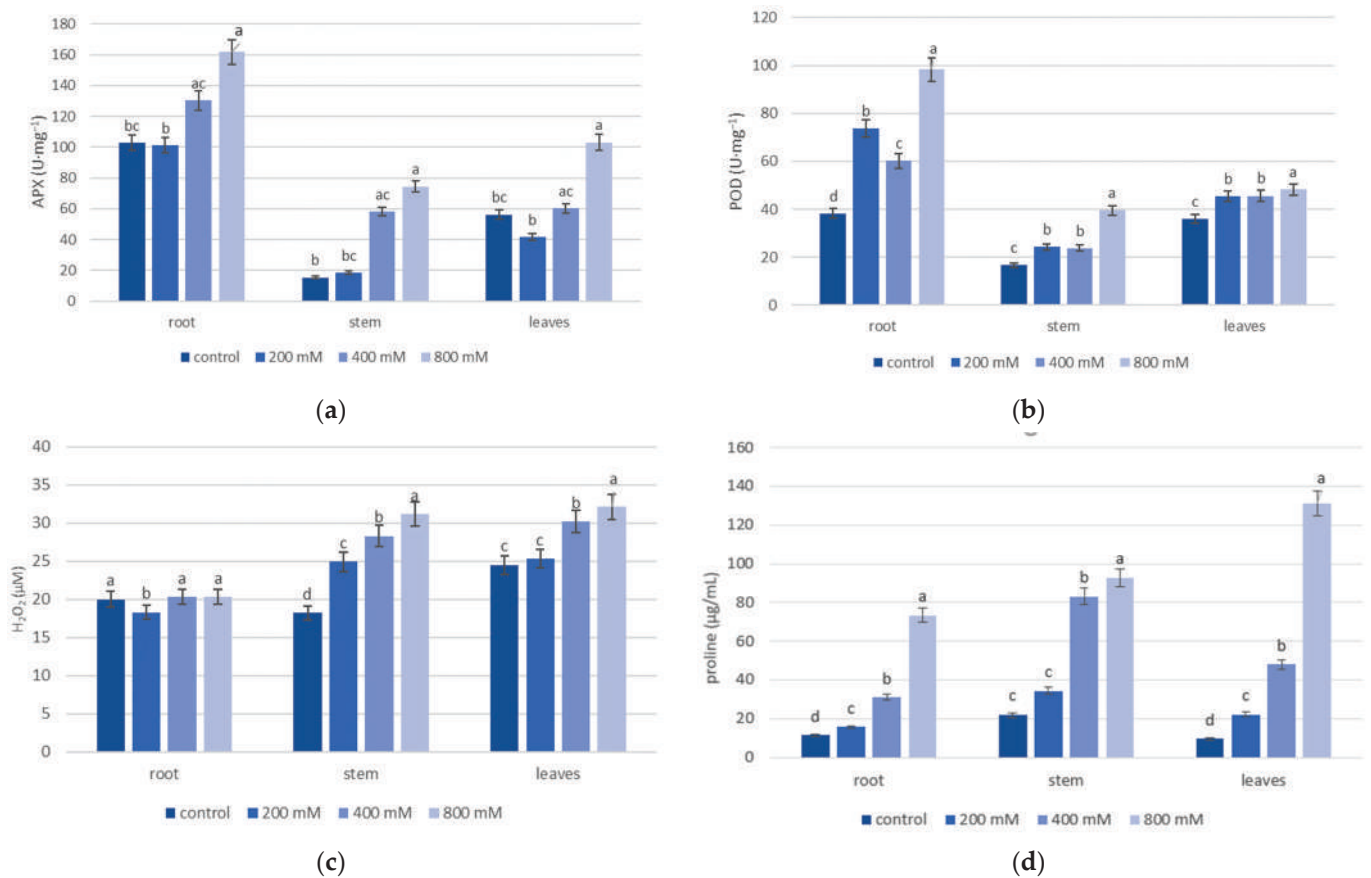 180
160
140
120
100
80
60
40
20
0
APX (U·mg⁻¹)
bc b ac a
b bc ac a
bc b ac a
root stem leaves
control 200 mM 400 mM 800 mM
(a)
120
100
80
60
40
20
0
POD (U·mg⁻¹)
d b c a
c b b a
c b b a
root stem leaves
control 200 mM 400 mM 800 mM
(b)
40
35
30
25
20
15
10
5
0
H₂O₂ (μM)
a b a a
d c b a
c c b a
root stem leaves
control 200 mM 400 mM 800 mM
(c)
160
140
120
100
80
60
40
20
0
proline (μg/mL)
d c b a
c c b a
d c b a
root stem leaves
control 200 mM 400 mM 800 mM
(d)